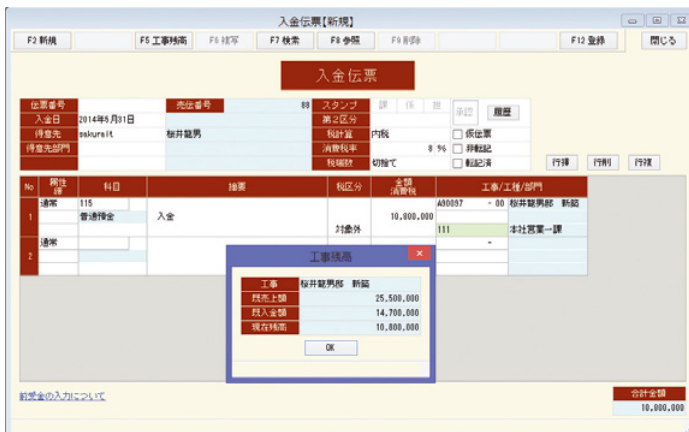 入金伝票【新規】
F2 新規 F5 工事残高 F6 複写 F7 検索 F8 参照 F9 削除 F12 登録 閉じる
入金伝票
伝票番号 売伝番号 88 スタンプ 課 係 担 承認 履歴
入金日 2014年5月31日 第2区分
得意先 sakurait 桜井龍男 税計算 内税 仮伝票
得意先部門 消費税率 8 % 非転記
税端数 切捨て 転記済 行挿 行削 行複
No 属性 科目 摘要 税区分 金額 消費税 工事/工種/部門
1 通常 115 A90097 - 00 桜井龍男邸 新築
普通預金 入金 10,800,000
対象外 111 本社営業一課
2 通常 -
工事残高
工事 桜井龍男邸 新築
既売上額 25,500,000
既入金額 14,700,000
現在残高 10,800,000
OK
前受金の入力について
合計金額
10,800,000